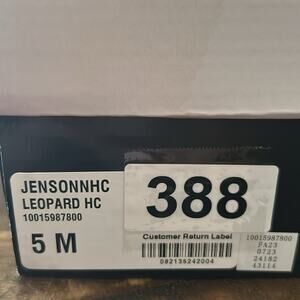 JENSONNHC
LEOPARD HC
10015987800
5 M
388
Customer Return Label
082135242004
10015987800
FA23
0723
24182
43114